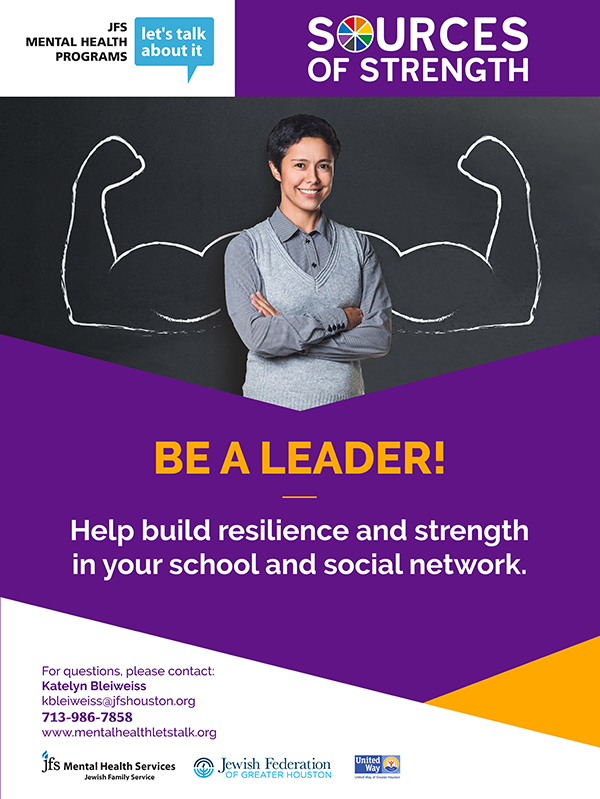 JFS
MENTAL HEALTH
PROGRAMS
let's talk
about it
SOURCES
OF STRENGTH
BE A LEADER!
Help build resilience and strength
in your school and social network.
For questions, please contact:
Katelyn Bleiweiss
kbleiweiss@jfshouston.org
713-986-7858
www.mentalhealthletstalk.org
jfs Mental Health Services
Jewish Family Service
Jewish Federation
OF GREATER HOUSTON
United
Way
United Way of Greater Houston